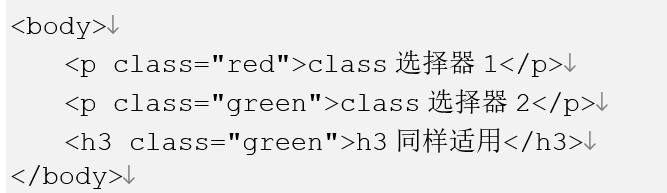 <body>↓
<p class="red">class 选择器 1</p>↓
<p class="green">class 选择器 2</p>↓
<h3 class="green">h3 同样适用</h3>↓
</body>↓